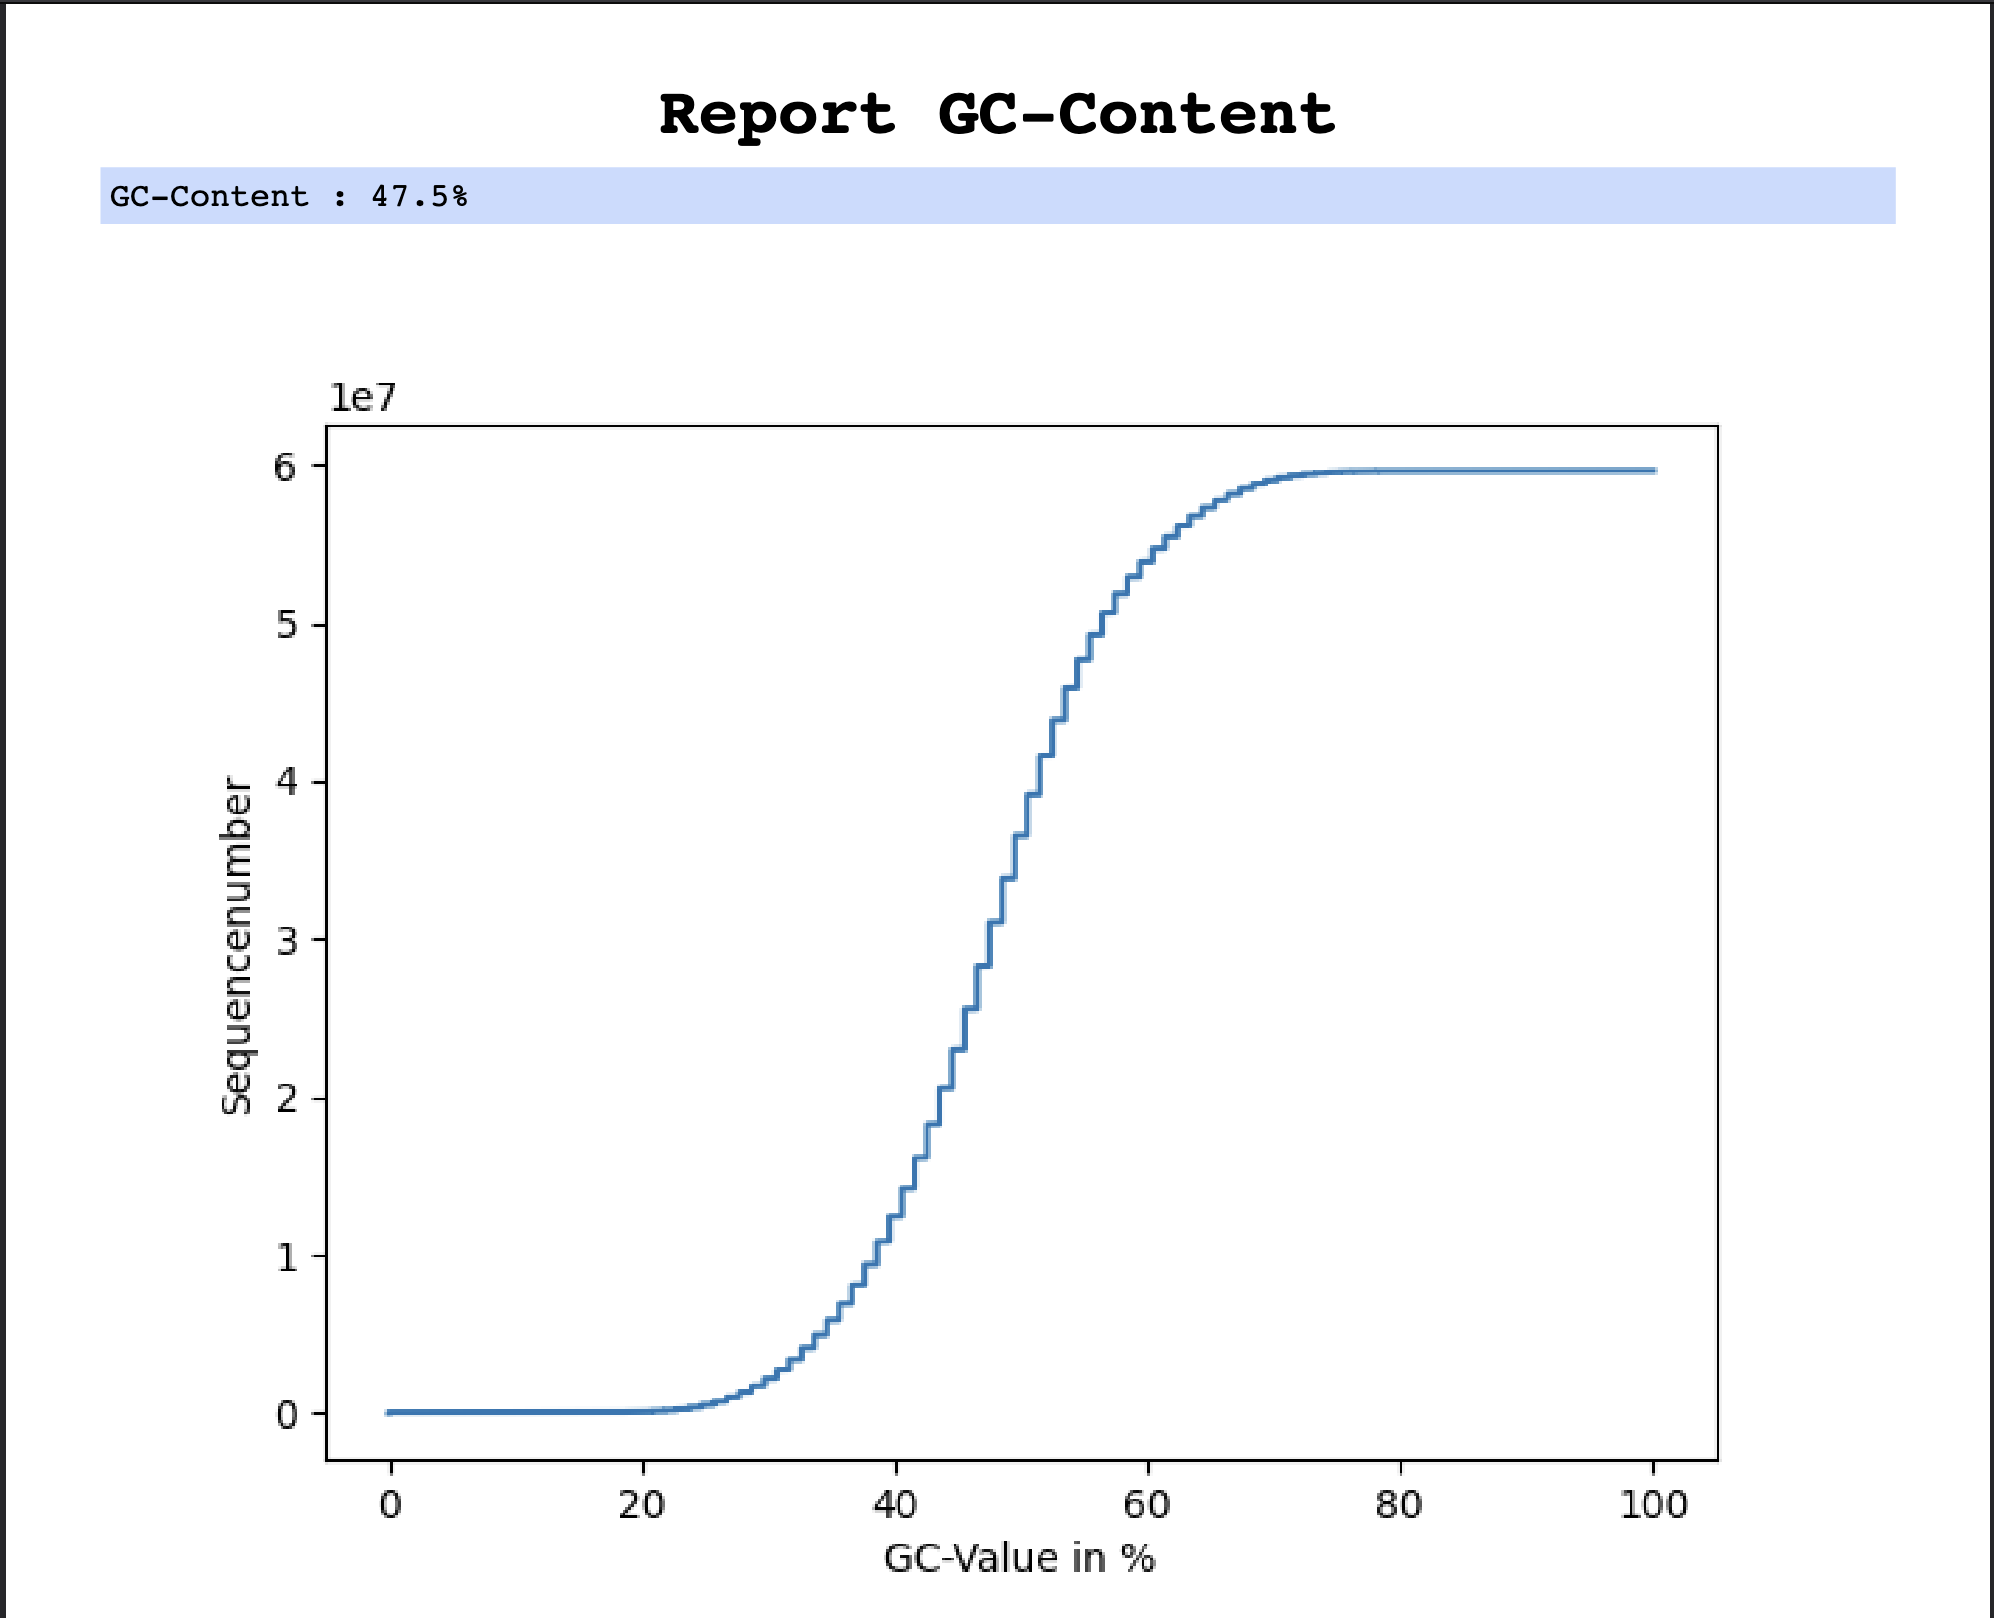 Report GC-Content
GC-Content : 47.5%
1e7
6
5
4
3
2
1
0
Sequencenumber
0 20 40 60 80 100
GC-Value in %